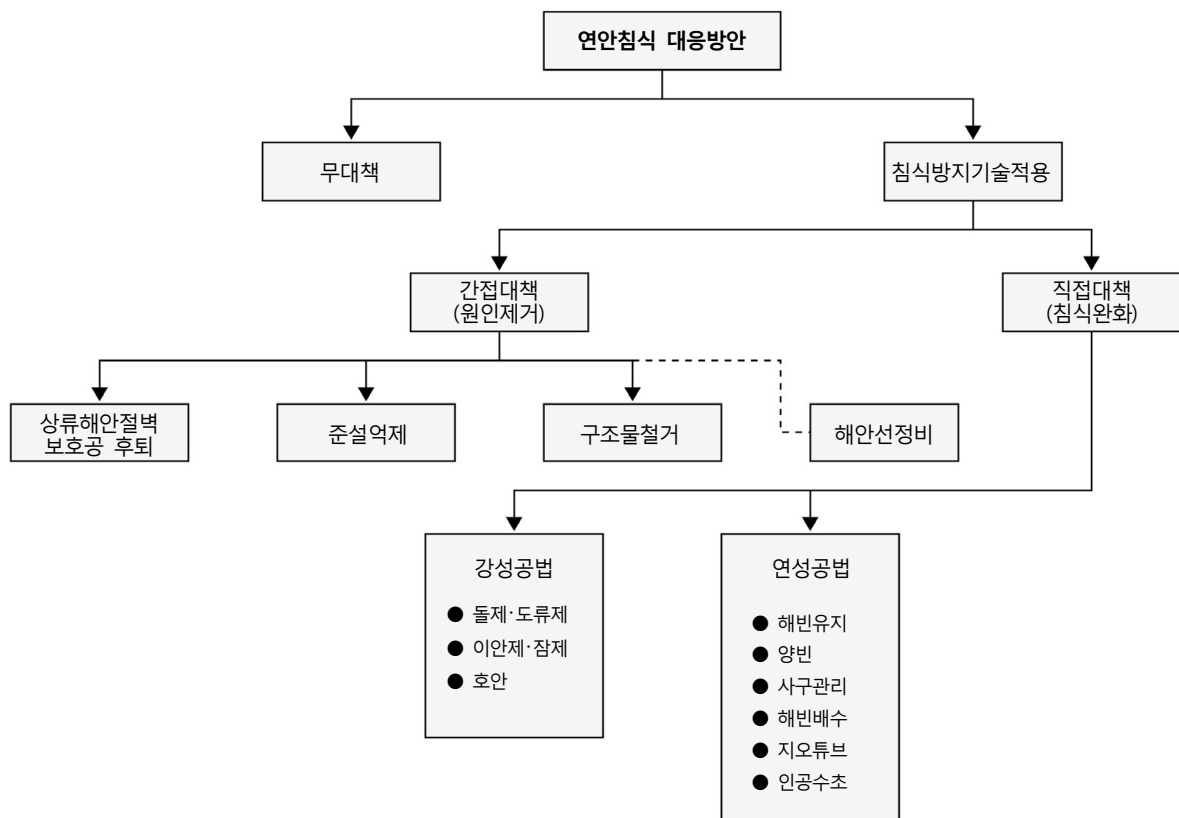 연안침식 대응방안
무대책
침식방지기술적용
간접대책
(원인제거)
직접대책
(침식완화)
상류해안절벽
보호공 후퇴
준설억제
구조물철거
해안선정비
강성공법
● 돌제·도류제
● 이안제·잠제
● 호안
연성공법
● 해빈유지
● 양빈
● 사구관리
● 해빈배수
● 지오튜브
● 인공수초